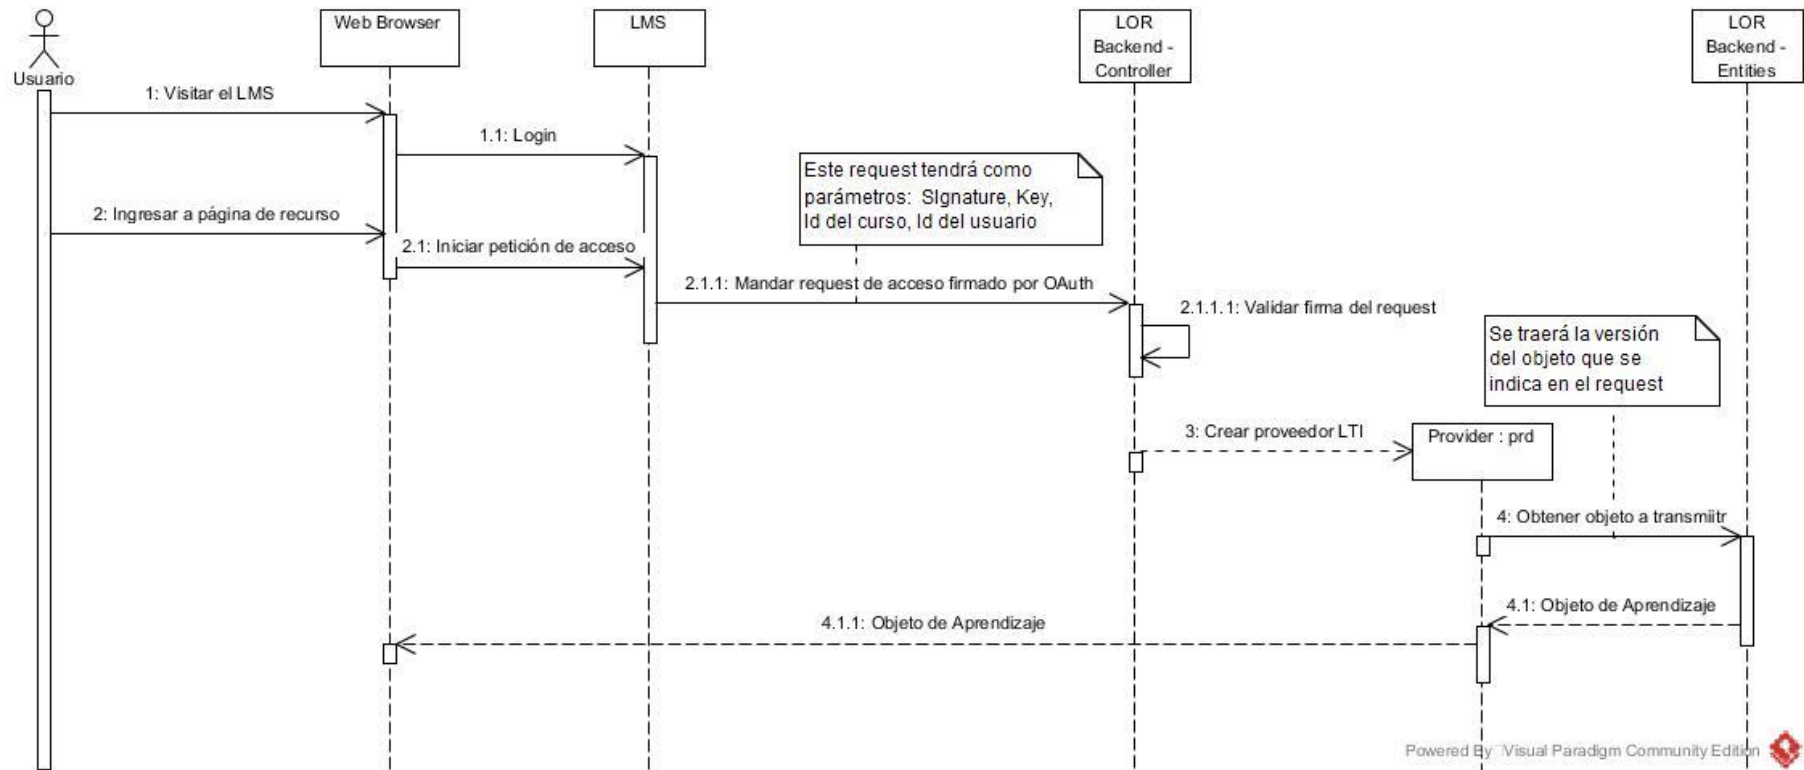 Usuario
Web Browser
LMS
LOR
Backend -
Controller
LOR
Backend -
Entities
1: Visitar el LMS
1.1: Login
Este request tendrá como
parámetros: SIgnature, Key,
Id del curso, Id del usuario
2: Ingresar a página de recurso
2.1: Iniciar petición de acceso
2.1.1: Mandar request de acceso firmado por OAuth
2.1.1.1: Validar firma del request
Se traerá la versión
del objeto que se
indica en el request
3: Crear proveedor LTI
Provider : prd
4: Obtener objeto a transmiitr
4.1: Objeto de Aprendizaje
4.1.1: Objeto de Aprendizaje
Powered By Visual Paradigm Community Edition